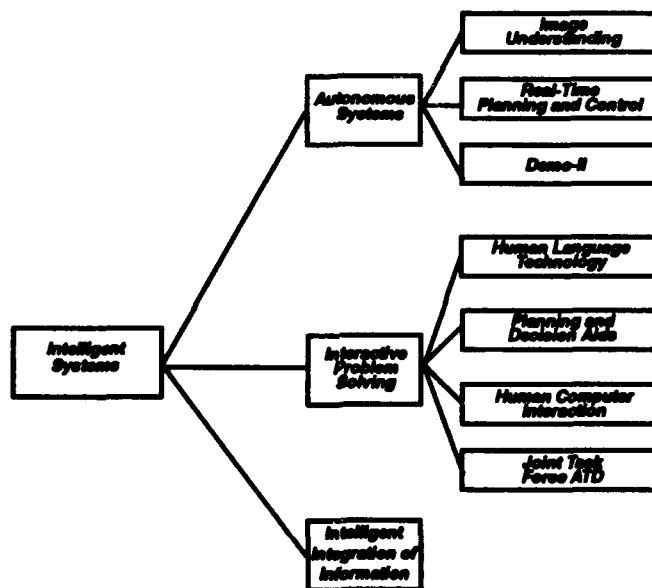 Image
Understanding
Autonomous
Systems
Real-Time
Planning and Control
Demo-II
Human Language
Technology
Planning and
Decision Aids
Intelligent
Systems
Interactive
Problem
Solving
Human Computer
Interaction
Joint Task
Force ATD
Intelligent
Integration of
Information